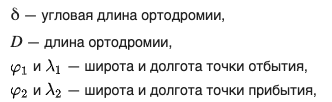 δ — угловая длина ортодромии,
D — длина ортодромии,
φ₁ и λ₁ — широта и долгота точки отбытия,
φ₂ и λ₂ — широта и долгота точки прибытия,